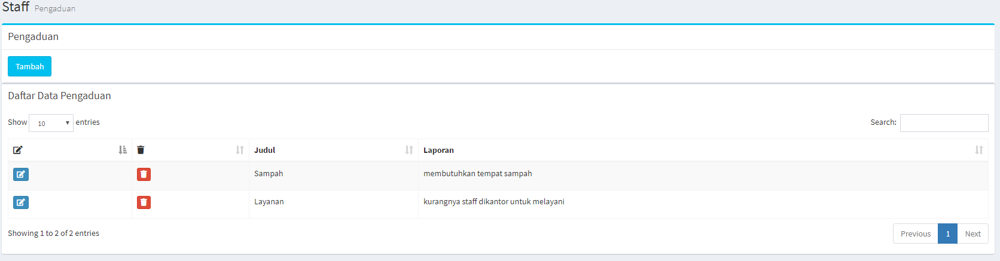 Staff Pengaduan
Pengaduan
Tambah
Daftar Data Pengaduan
Show 10 entries Search:
Judul Laporan
Sampah membutuhkan tempat sampah
Layanan kurangnya staff dikantor untuk melayani
Showing 1 to 2 of 2 entries Previous 1 Next